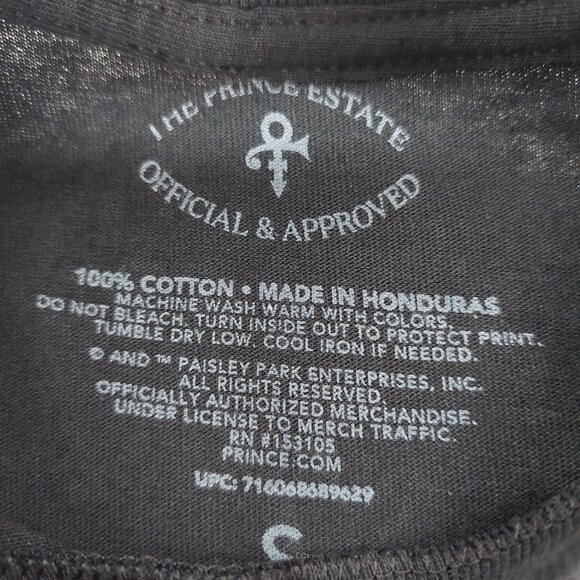 THE PRINCE ESTATE
OFFICIAL & APPROVED
100% COTTON • MADE IN HONDURAS
MACHINE WASH WARM WITH COLORS.
DO NOT BLEACH. TURN INSIDE OUT TO PROTECT PRINT.
TUMBLE DRY LOW. COOL IRON IF NEEDED.
© AND ™ PAISLEY PARK ENTERPRISES, INC.
ALL RIGHTS RESERVED.
OFFICIALLY AUTHORIZED MERCHANDISE.
UNDER LICENSE TO MERCH TRAFFIC.
RN #153105
PRINCE.COM
UPC: 716068689629